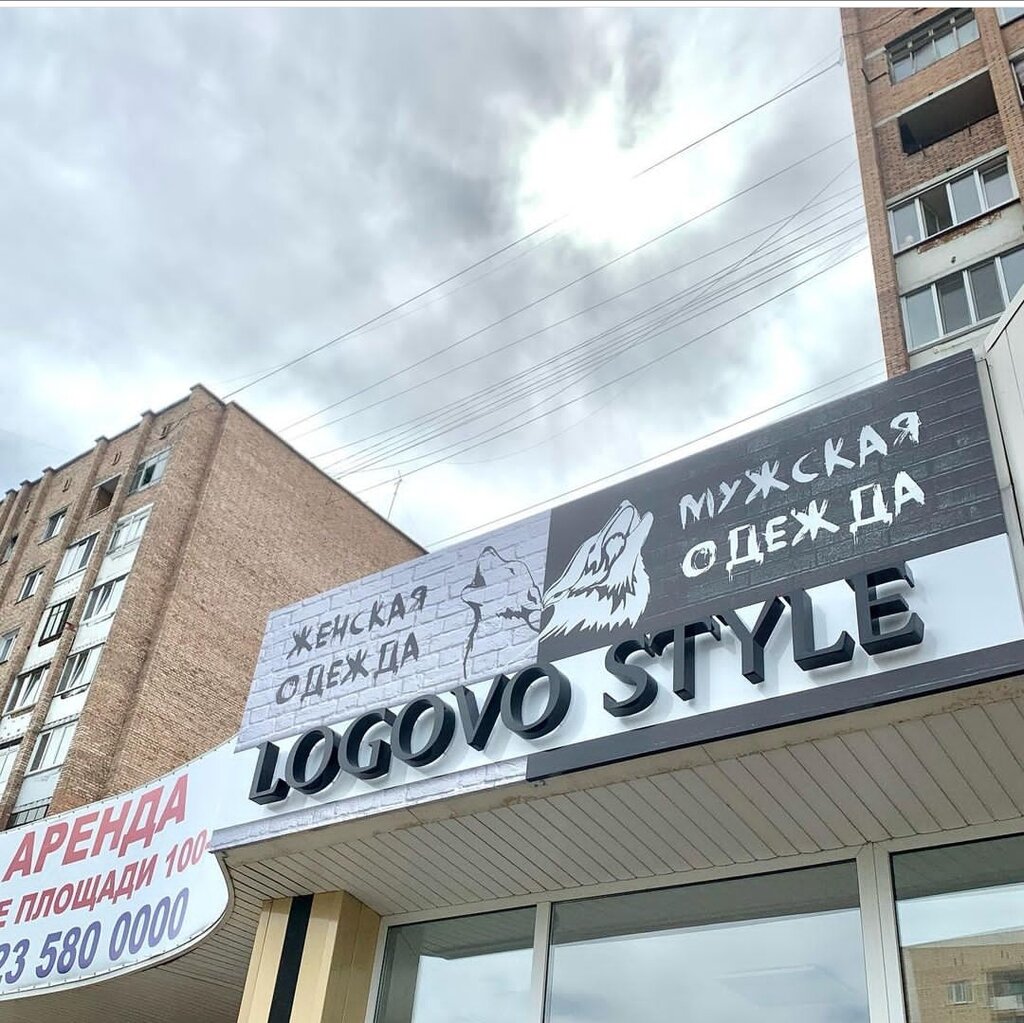 ЖЕНСКАЯ
ОДЕЖДА
МУЖСКАЯ
ОДЕЖДА
LOGOVO STYLE
АРЕНДА
ПЛОЩАДИ 100-
23 580 0000